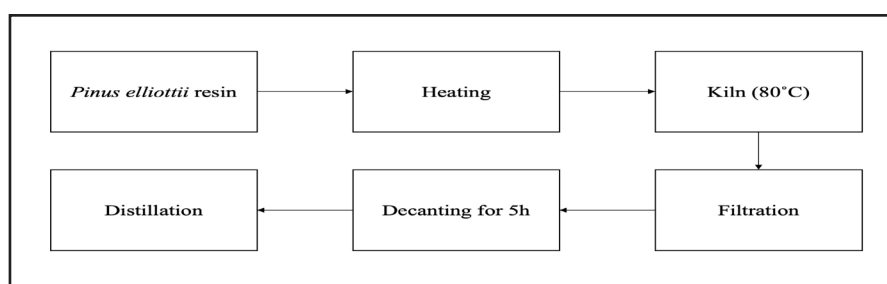 Pinus elliottii resin
Heating
Kiln (80˚C)
Filtration
Decanting for 5h
Distillation